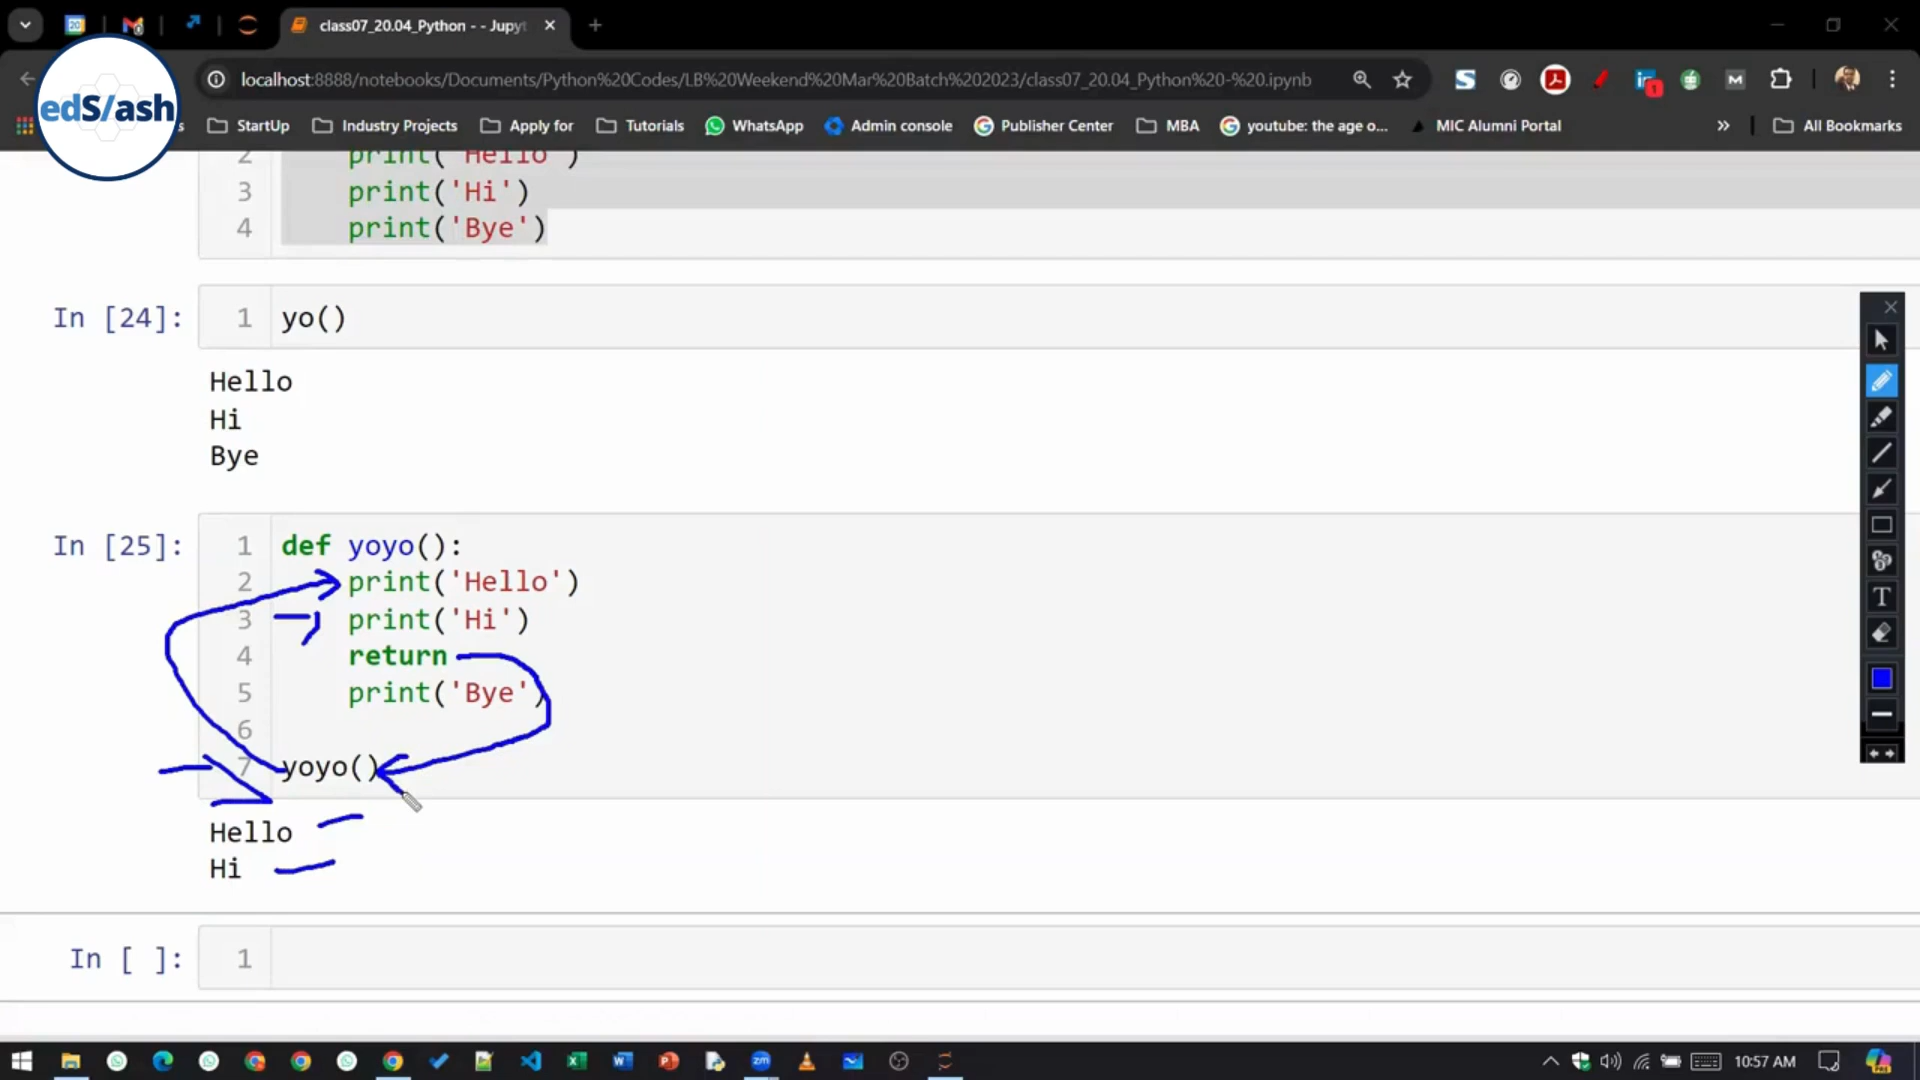 class07_20.04_Python - - Jupyt
localhost:8888/notebooks/Documents/Python%20Codes/LB%20Weekend%20Mar%20Batch%202023/class07_20.04_Python%20-%20.ipynb
edS/ash
s StartUp Industry Projects Apply for Tutorials WhatsApp Admin console Publisher Center MBA youtube: the age o... MIC Alumni Portal » All Bookmarks
2 print('Hello')
3 print('Hi')
4 print('Bye')
In [24]: 1 yo()
Hello
Hi
Bye
In [25]: 1 def yoyo():
2 print('Hello')
3 print('Hi')
4 return
5 print('Bye')
6
7 yoyo()
Hello
Hi
In [ ]: 1
10:57 AM